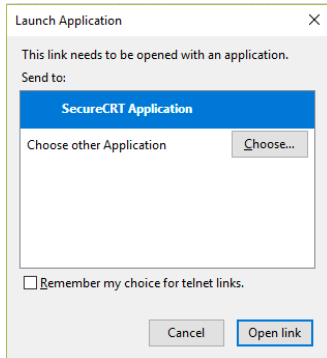 Launch Application
This link needs to be opened with an application.
Send to:
SecureCRT Application
Choose other Application
Choose...
Remember my choice for telnet links.
Cancel
Open link